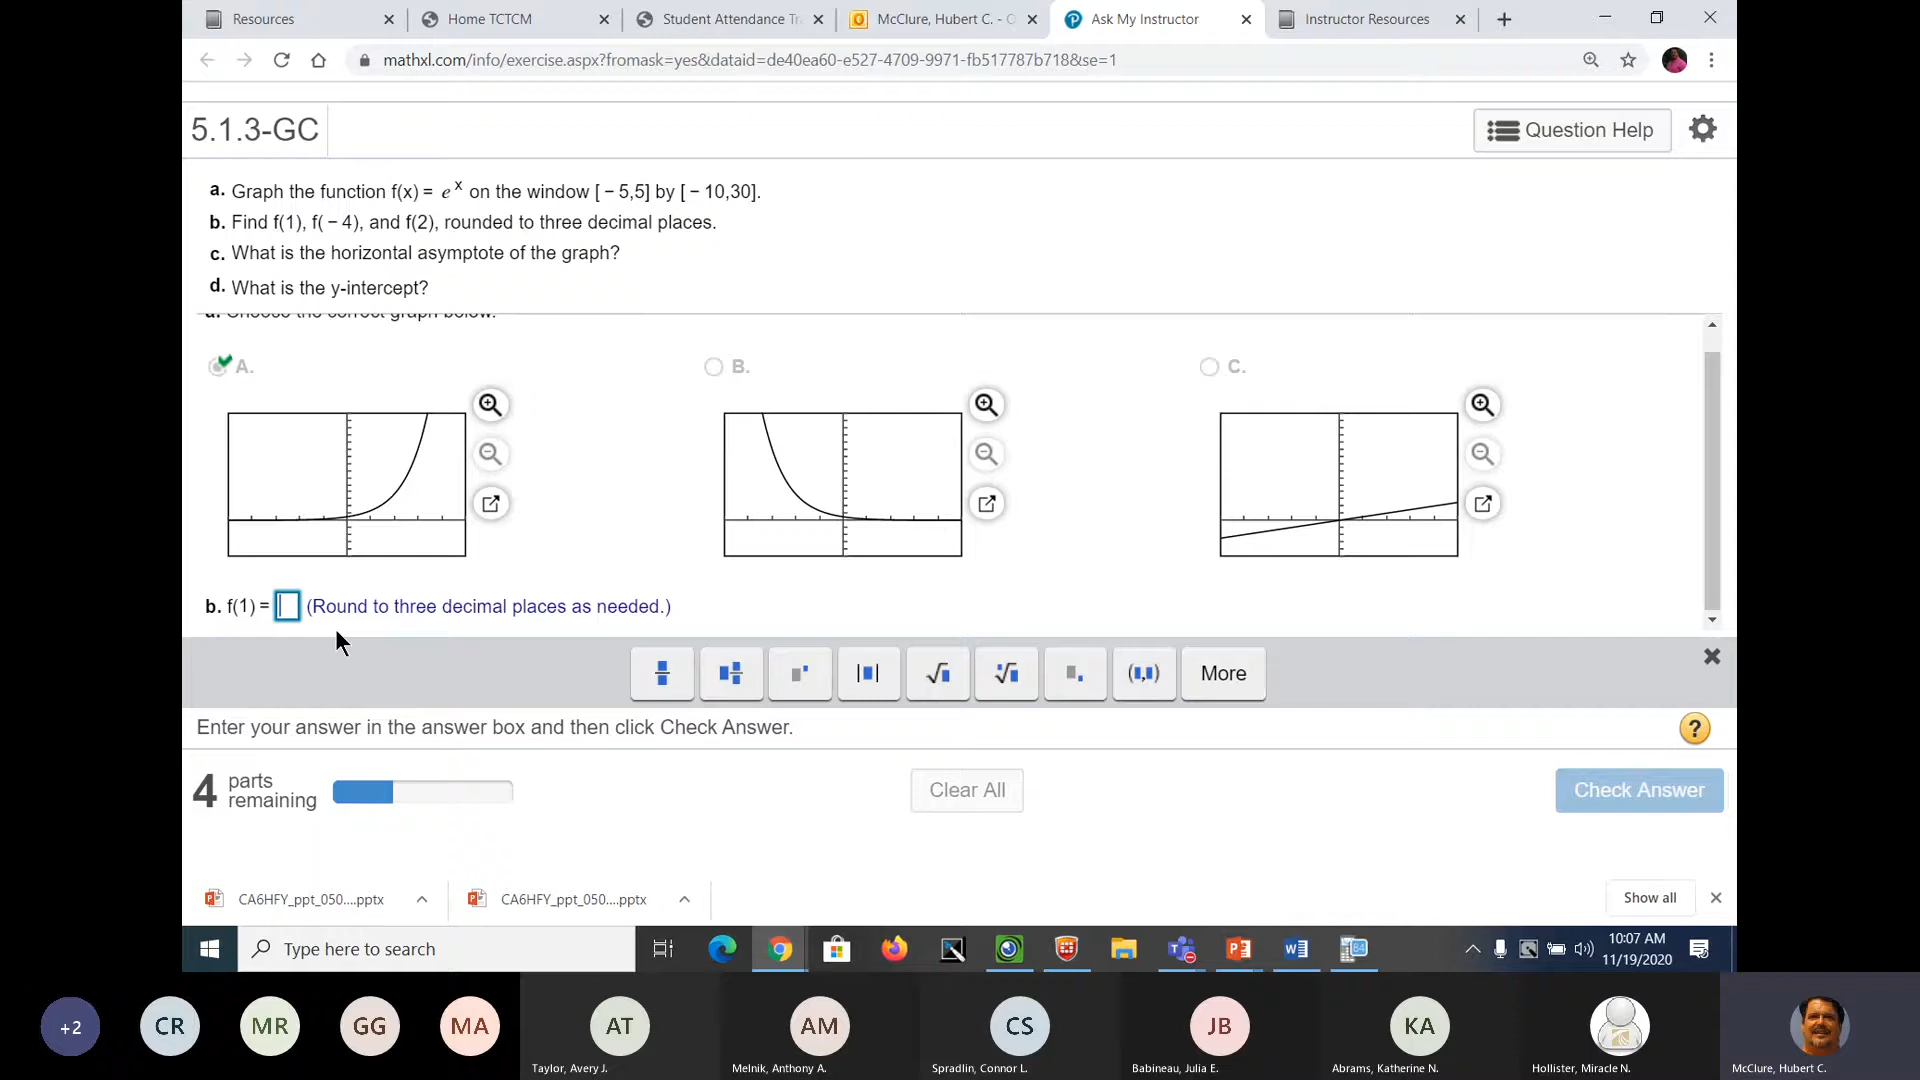 Resources
Home TCTCM
Student Attendance Tr
McClure, Hubert C. - O
Ask My Instructor
Instructor Resources
mathxl.com/info/exercise.aspx?fromask=yes&dataid=de40ea60-e527-4709-9971-fb517787b718&se=1
5.1.3-GC
Question Help
a. Graph the function f(x) = e^x on the window [ − 5,5] by [ − 10,30].
b. Find f(1), f( − 4), and f(2), rounded to three decimal places.
c. What is the horizontal asymptote of the graph?
d. What is the y-intercept?
a. Choose the correct graph below.
A.
B.
C.
b. f(1) = (Round to three decimal places as needed.)
More
Enter your answer in the answer box and then click Check Answer.
?
4 parts remaining
Clear All
Check Answer
CA6HFY_ppt_050....pptx
CA6HFY_ppt_050....pptx
Show all
Type here to search
10:07 AM
11/19/2020
+2
CR
MR
GG
MA
AT
AM
CS
JB
KA
Taylor, Avery J.
Melnik, Anthony A.
Spradlin, Connor L.
Babineau, Julia E.
Abrams, Katherine N.
Hollister, Miracle N.
McClure, Hubert C.